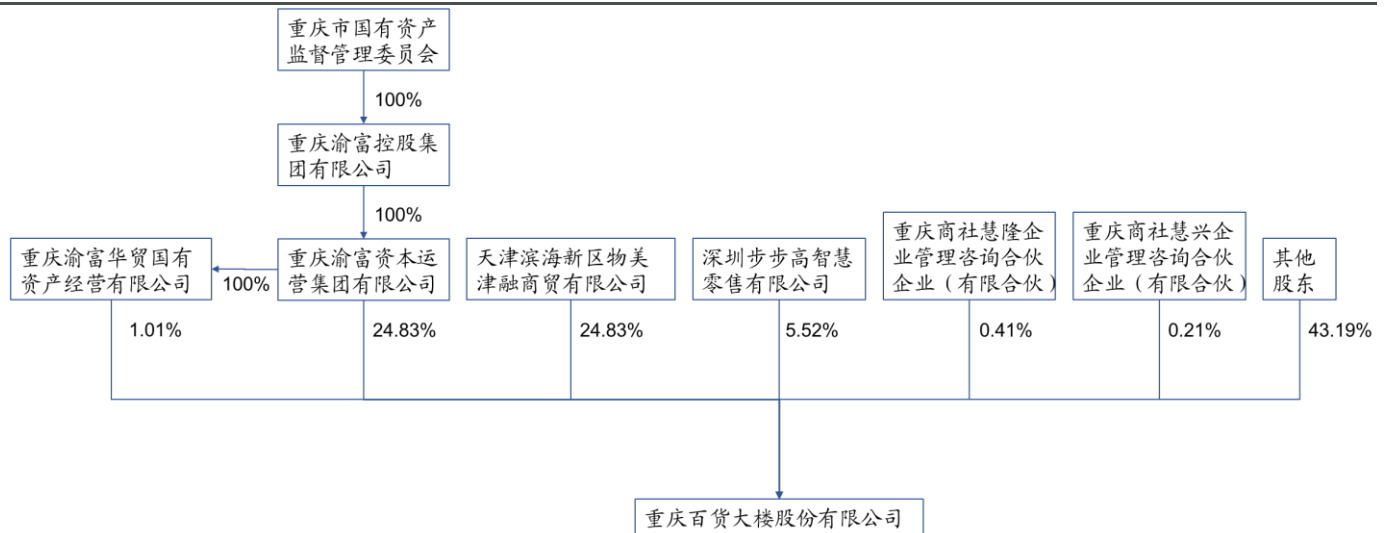 重庆市国有资产
监督管理委员会
100%
重庆渝富控股集
团有限公司
100%
重庆渝富华贸国有
资产经营有限公司
100%
重庆渝富资本运
营集团有限公司
天津滨海新区物美
津融商贸有限公司
深圳步步高智慧
零售有限公司
重庆商社慧隆企
业管理咨询合伙
企业（有限合伙）
重庆商社慧兴企
业管理咨询合伙
企业（有限合伙）
其他
股东
1.01%
24.83%
24.83%
5.52%
0.41%
0.21%
43.19%
重庆百货大楼股份有限公司